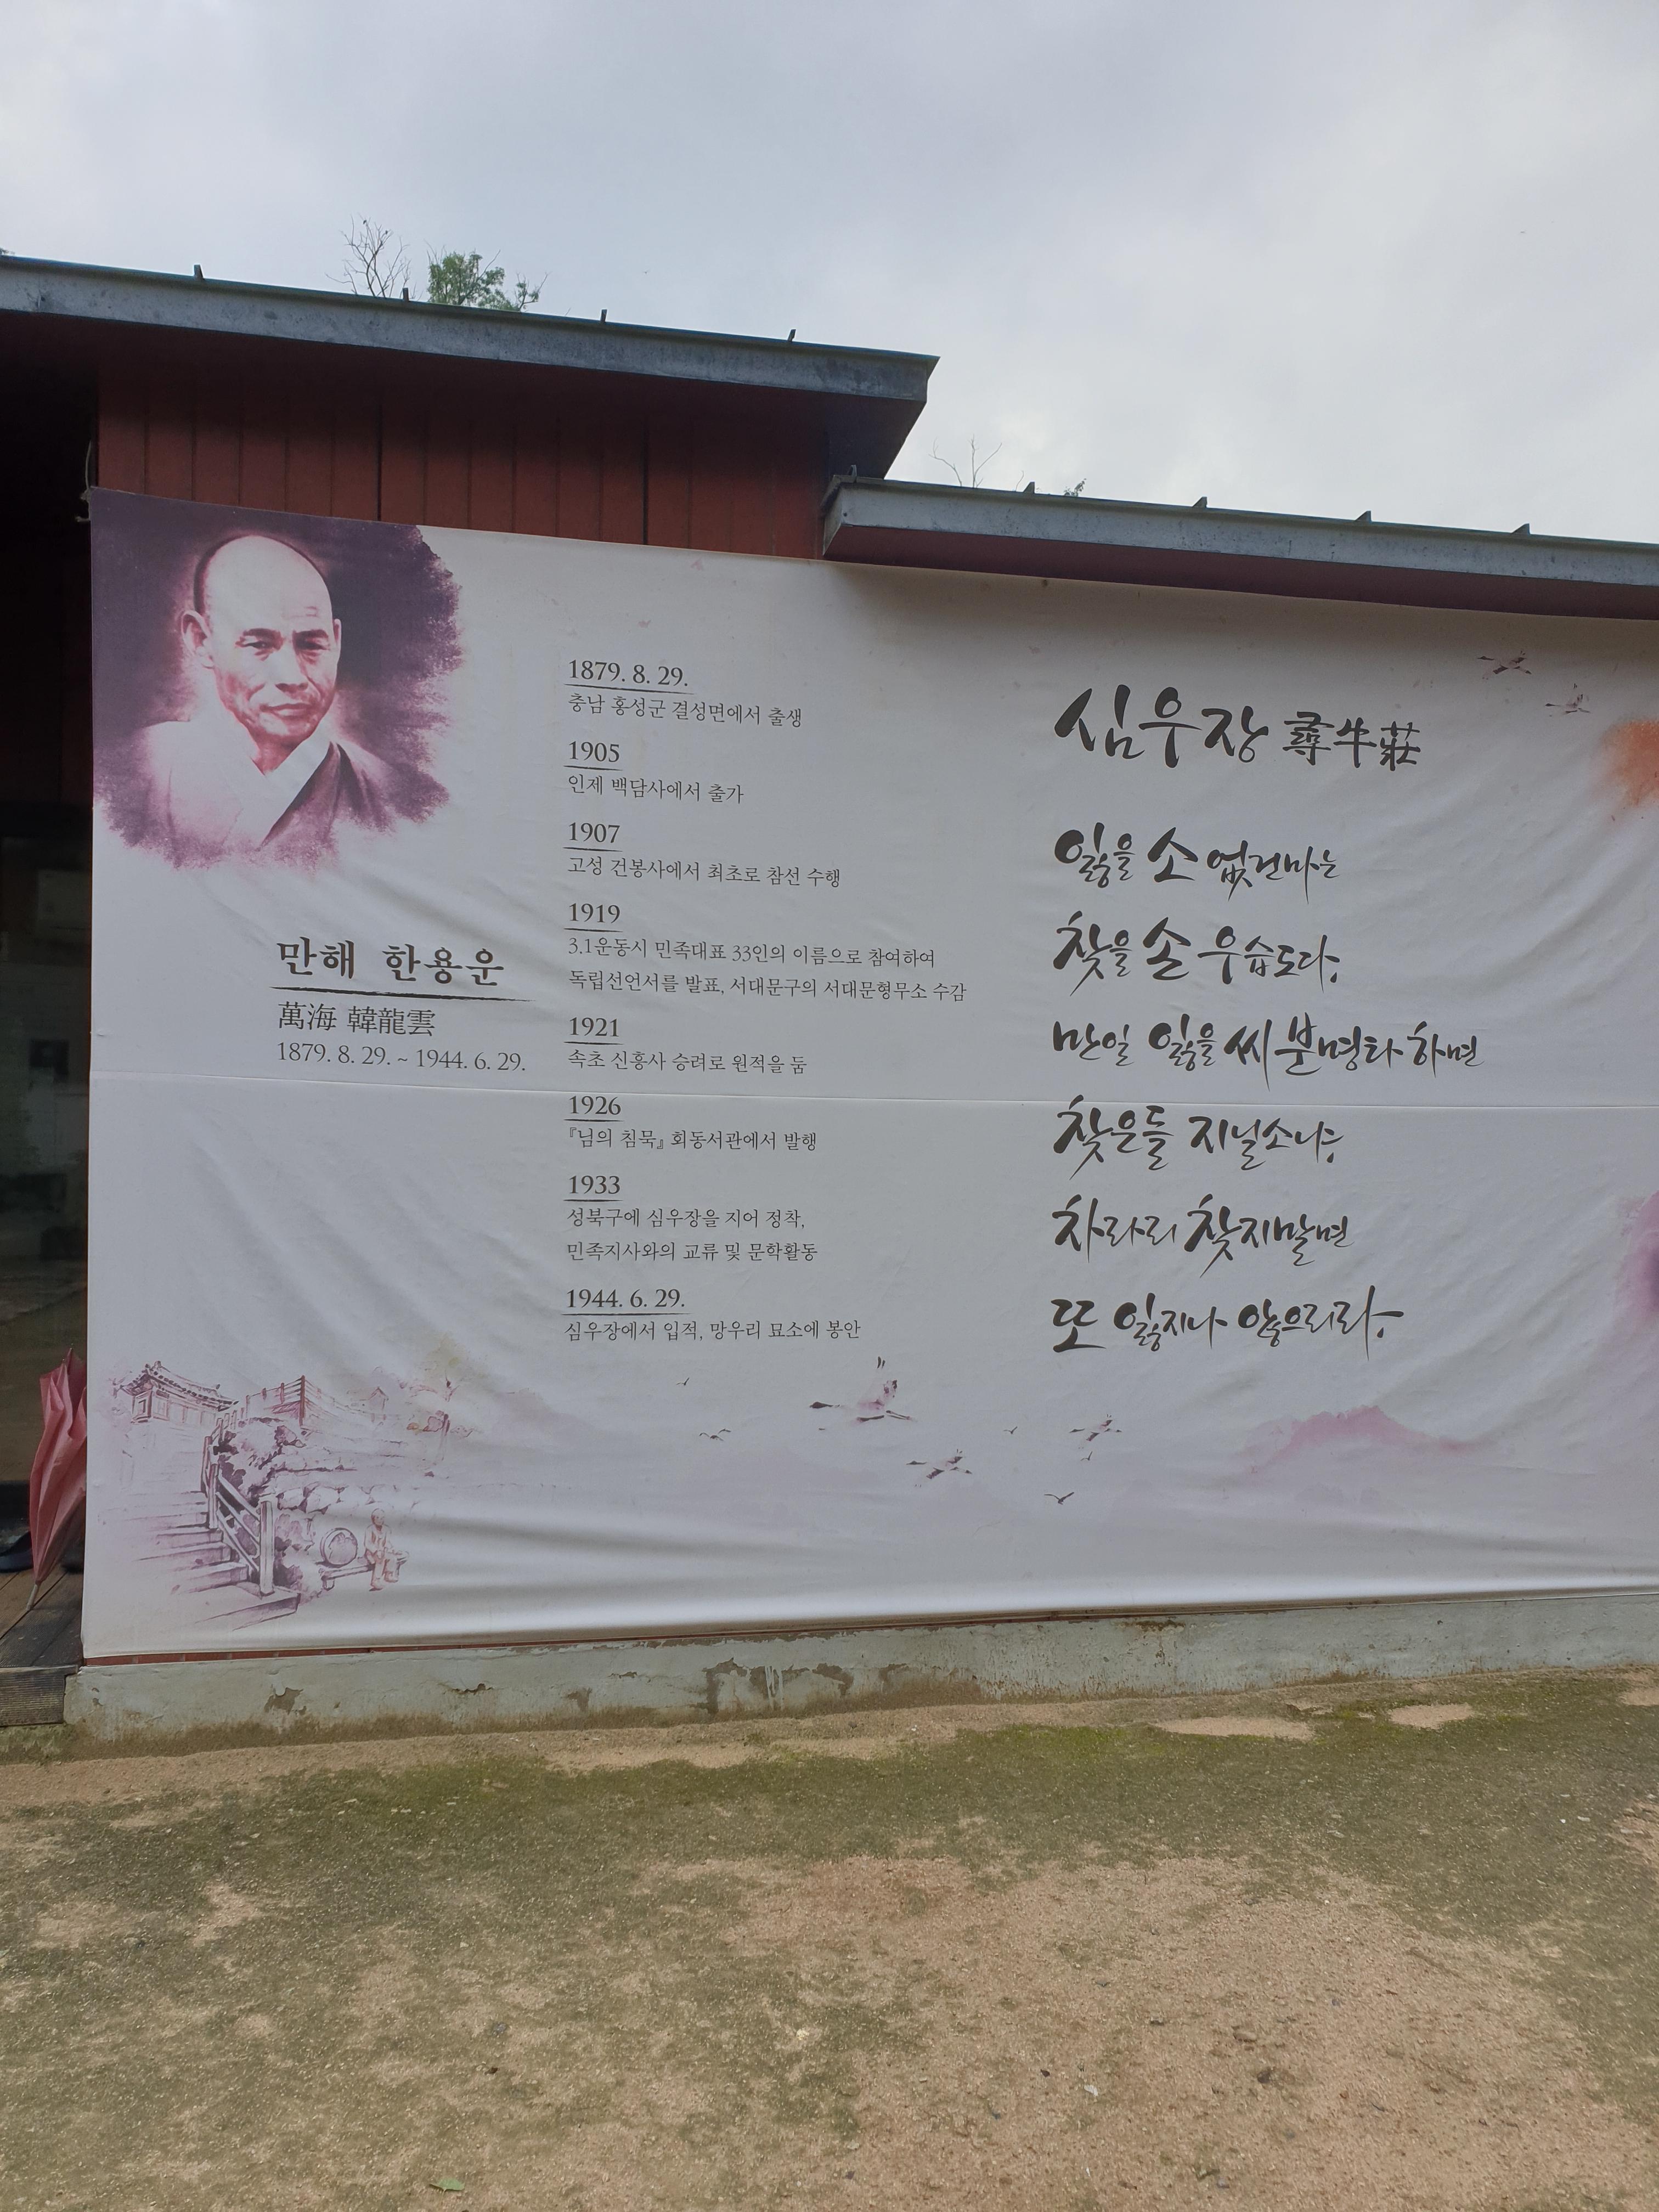 만해 한용운
萬海 韓龍雲
1879. 8. 29. ~ 1944. 6. 29.
1879. 8. 29.
충남 홍성군 결성면에서 출생
1905
인제 백담사에서 출가
1907
고성 건봉사에서 최초로 참선 수행
1919
3.1운동시 민족대표 33인의 이름으로 참여하여
독립선언서를 발표, 서대문구의 서대문형무소 수감
1921
속초 신흥사 승려로 원적을 둠
1926
『님의 침묵』 회동서관에서 발행
1933
성북구에 심우장을 지어 정착,
민족지사와의 교류 및 문학활동
1944. 6. 29.
심우장에서 입적, 망우리 묘소에 봉안
심우장 尋牛莊
잃을 소 없건마는
찾을 손 우습도다.
만일 잃을 씨 분명타 하면
찾은들 지닐소냐.
차라리 찾지말면
또 잃지나 않으리라.